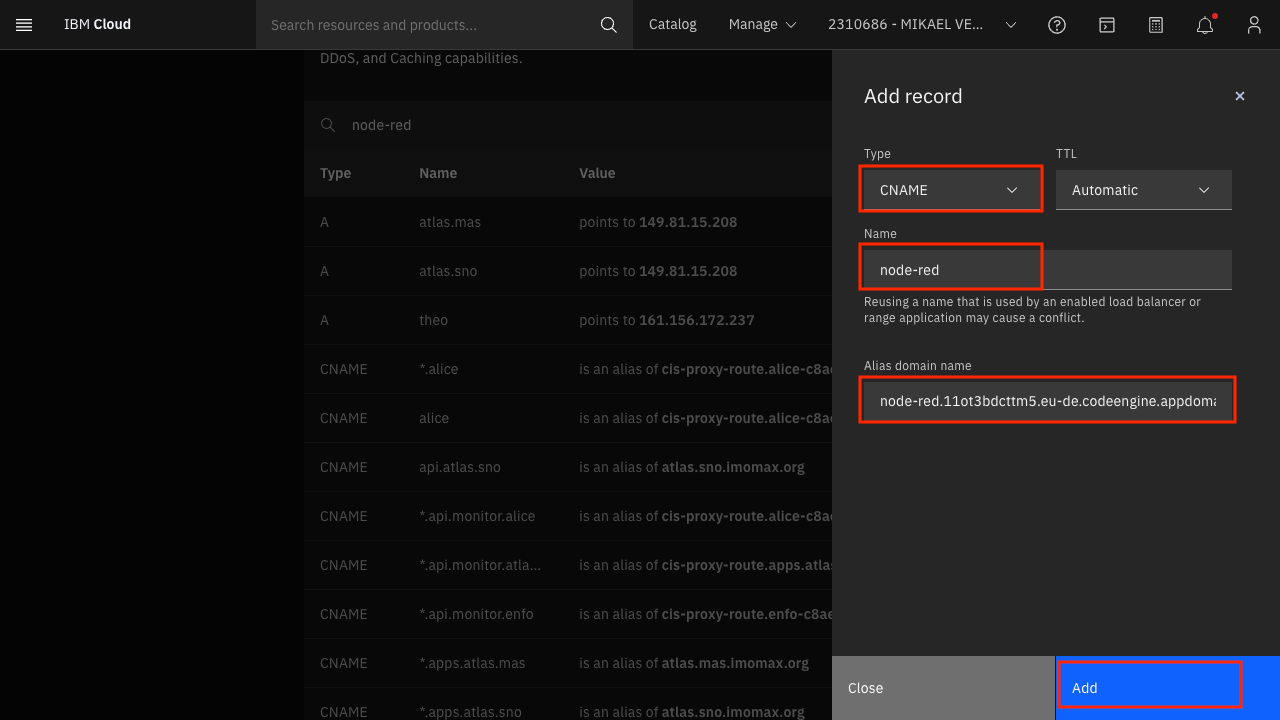 IBM Cloud
Search resources and products...
Catalog
Manage
2310686 - MIKAEL VE...
DDoS, and Caching capabilities.
node-red
Type Name Value
A atlas.mas points to 149.81.15.208
A atlas.sno points to 149.81.15.208
A theo points to 161.156.172.237
CNAME *.alice is an alias of cis-proxy-route.alice-c8ae
CNAME alice is an alias of cis-proxy-route.alice-c8ae
CNAME api.atlas.sno is an alias of atlas.sno.imomax.org
CNAME *.api.monitor.alice is an alias of cis-proxy-route.alice-c8ae
CNAME *.api.monitor.atla... is an alias of cis-proxy-route.apps.atlas
CNAME *.api.monitor.enfo is an alias of cis-proxy-route.enfo-c8ae
CNAME *.apps.atlas.mas is an alias of atlas.mas.imomax.org
CNAME *.apps.atlas.sno is an alias of atlas.sno.imomax.org
Add record
Type TTL
CNAME Automatic
Name
node-red
Reusing a name that is used by an enabled load balancer or
range application may cause a conflict.
Alias domain name
node-red.11ot3bdcttm5.eu-de.codeengine.appdoma
Close Add